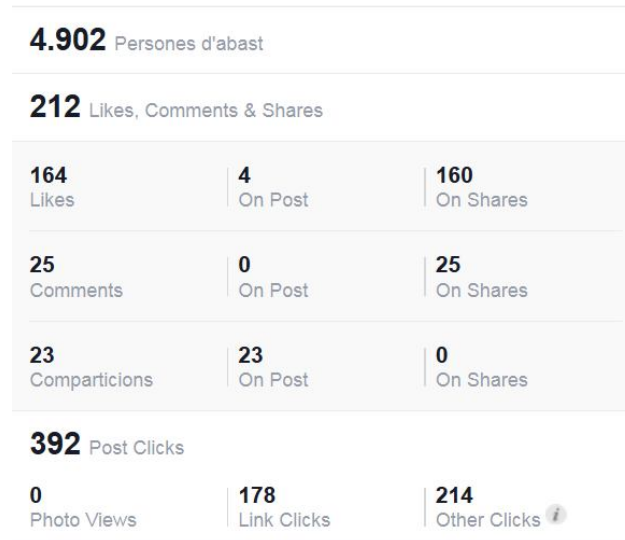 4.902 Persones d'abast
212 Likes, Comments & Shares
164 4 160
Likes On Post On Shares
25 0 25
Comments On Post On Shares
23 23 0
Comparticions On Post On Shares
392 Post Clicks
0 178 214
Photo Views Link Clicks Other Clicks i